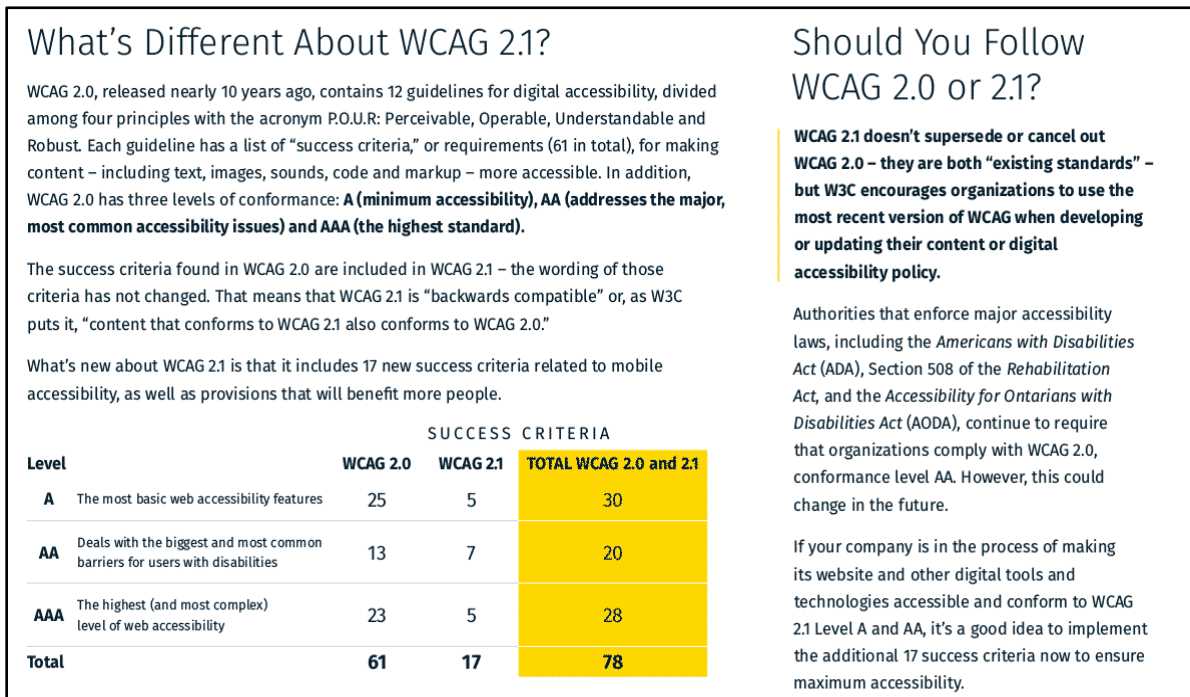 What's Different About WCAG 2.1?
WCAG 2.0, released nearly 10 years ago, contains 12 guidelines for digital accessibility, divided
among four principles with the acronym P.O.U.R: Perceivable, Operable, Understandable and
Robust. Each guideline has a list of “success criteria,” or requirements (61 in total), for making
content – including text, images, sounds, code and markup – more accessible. In addition,
WCAG 2.0 has three levels of conformance: A (minimum accessibility), AA (addresses the major,
most common accessibility issues) and AAA (the highest standard).
The success criteria found in WCAG 2.0 are included in WCAG 2.1 – the wording of those
criteria has not changed. That means that WCAG 2.1 is “backwards compatible” or, as W3C
puts it, “content that conforms to WCAG 2.1 also conforms to WCAG 2.0.”
What's new about WCAG 2.1 is that it includes 17 new success criteria related to mobile
accessibility, as well as provisions that will benefit more people.
SUCCESS CRITERIA
Level WCAG 2.0 WCAG 2.1 TOTAL WCAG 2.0 and 2.1
A The most basic web accessibility features 25 5 30
AA Deals with the biggest and most common
barriers for users with disabilities 13 7 20
AAA The highest (and most complex)
level of web accessibility 23 5 28
Total 61 17 78
Should You Follow
WCAG 2.0 or 2.1?
WCAG 2.1 doesn't supersede or cancel out
WCAG 2.0 – they are both “existing standards” –
but W3C encourages organizations to use the
most recent version of WCAG when developing
or updating their content or digital
accessibility policy.
Authorities that enforce major accessibility
laws, including the Americans with Disabilities
Act (ADA), Section 508 of the Rehabilitation
Act, and the Accessibility for Ontarians with
Disabilities Act (AODA), continue to require
that organizations comply with WCAG 2.0,
conformance level AA. However, this could
change in the future.
If your company is in the process of making
its website and other digital tools and
technologies accessible and conform to WCAG
2.1 Level A and AA, it's a good idea to implement
the additional 17 success criteria now to ensure
maximum accessibility.